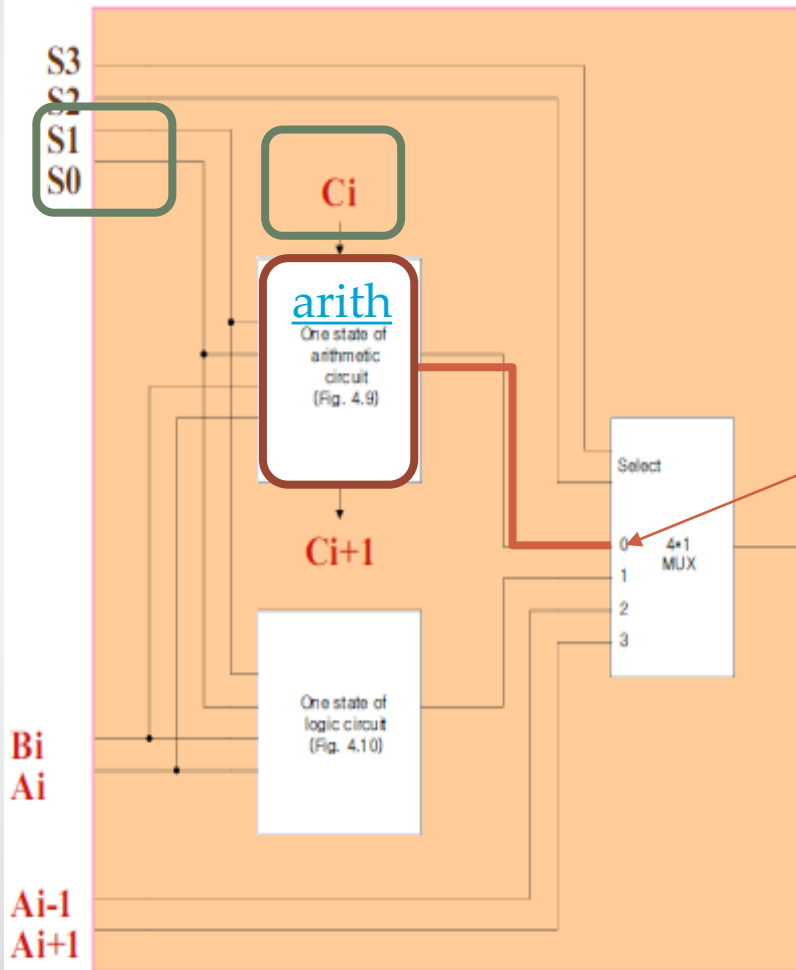 S3
S2
S1
S0
Ci
arith
One state of
arithmetic
circuit
(Fig. 4.9)
Ci+1
Select
0
4*1
MUX
1
2
3
One state of
logic circuit
(Fig. 4.10)
Bi
Ai
Ai-1
Ai+1